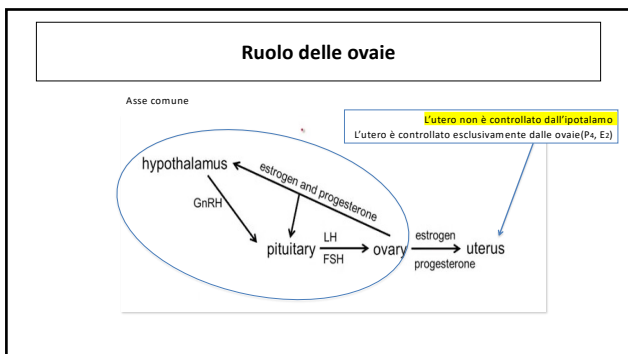 Ruolo delle ovaie
Asse comune
L'utero non è controllato dall'ipotalamo
L'utero è controllato esclusivamente dalle ovaie(P4, E2)
hypothalamus
estrogen and progesterone
GnRH
pituitary
LH
FSH
ovary
estrogen
progesterone
uterus